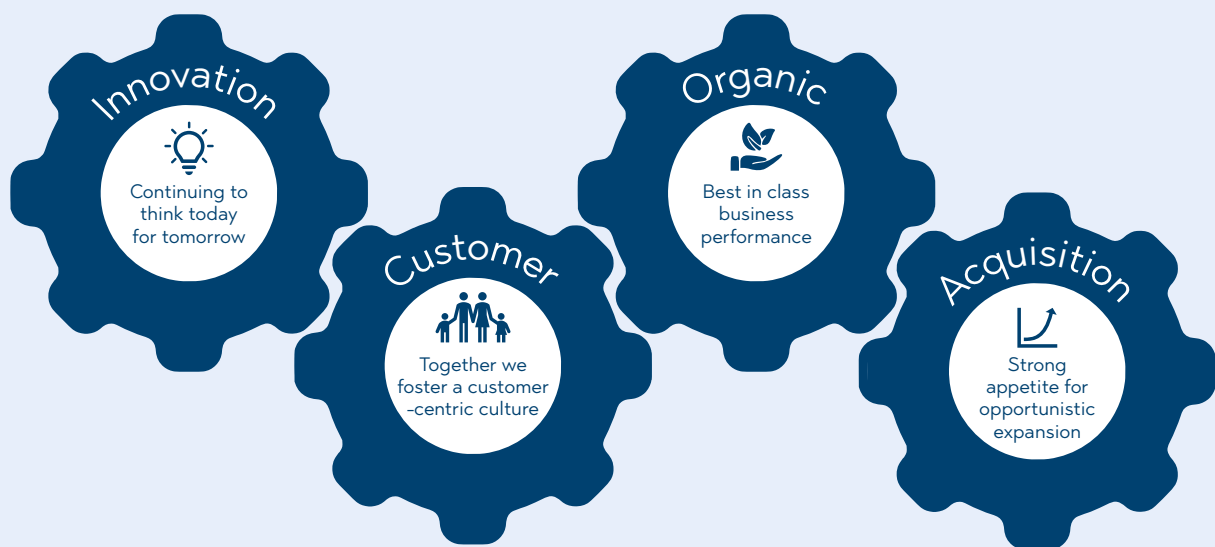 Innovation
Continuing to
think today
for tomorrow
Customer
Together we
foster a customer
-centric culture
Organic
Best in class
business
performance
Acquisition
Strong
appetite for
opportunistic
expansion